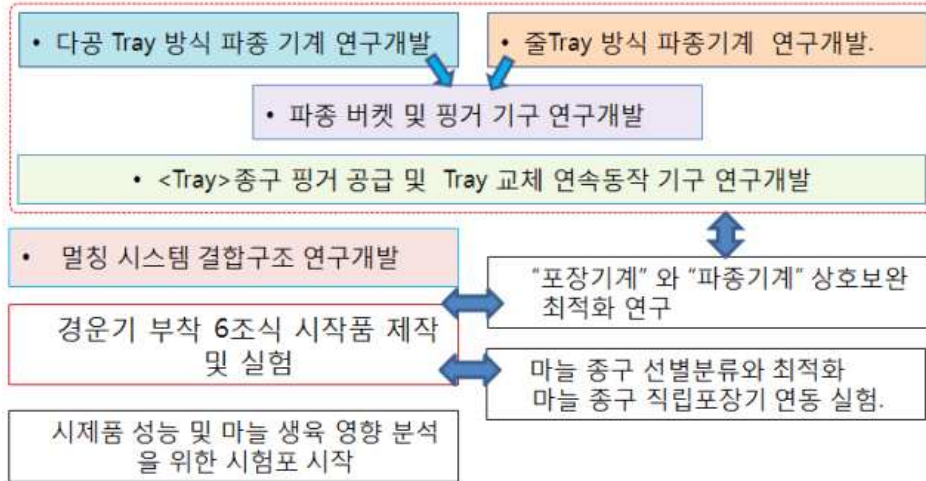 • 다공 Tray 방식 파종 기계 연구개발
• 줄Tray 방식 파종기계 연구개발.
• 파종 버켓 및 핑거 기구 연구개발
• <Tray>종구 핑거 공급 및 Tray 교체 연속동작 기구 연구개발
• 멀칭 시스템 결합구조 연구개발
“포장기계” 와 “파종기계” 상호보완
최적화 연구
경운기 부착 6조식 시작품 제작
및 실험
마늘 종구 선별분류와 최적화
마늘 종구 직립포장기 연동 실험.
시제품 성능 및 마늘 생육 영향 분석
을 위한 시험포 시작